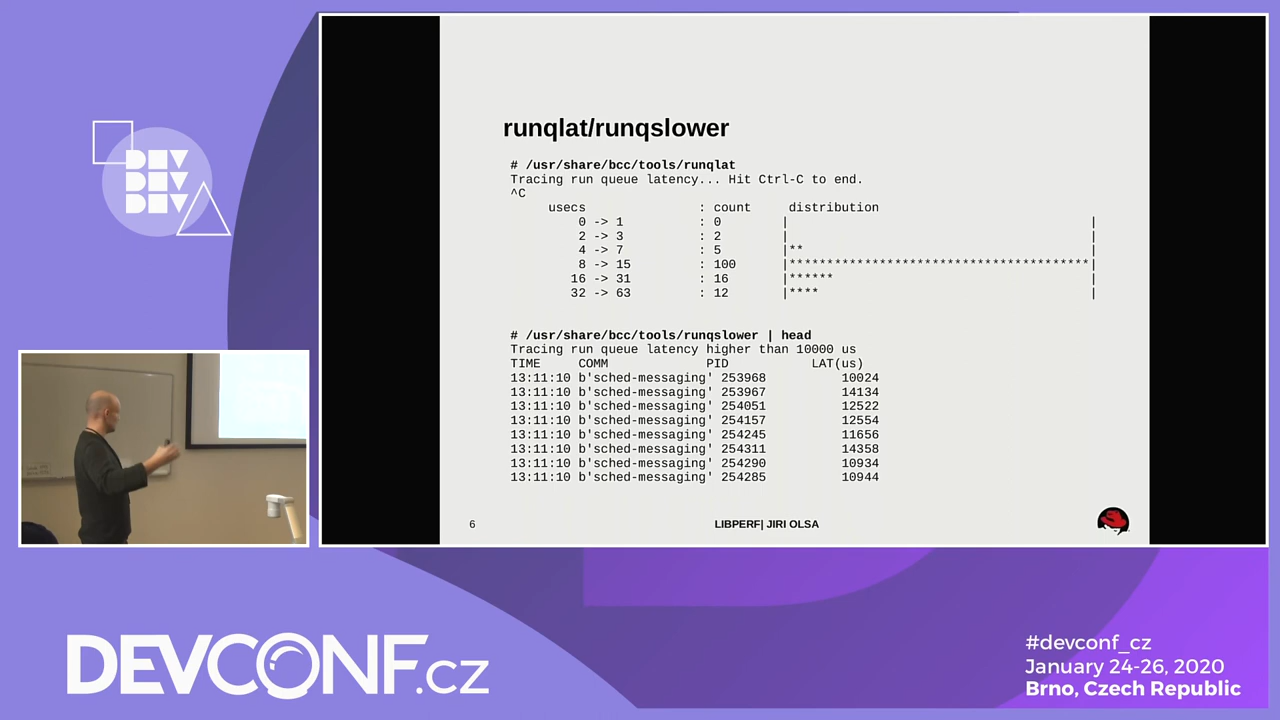 DEV
DEV
DEV
runqlat/runqslower
# /usr/share/bcc/tools/runqlat
Tracing run queue latency... Hit Ctrl-C to end.
^C
usecs : count distribution
0 -> 1 : 0 | |
2 -> 3 : 2 | |
4 -> 7 : 5 |** |
8 -> 15 : 100 |****************************************|
16 -> 31 : 16 |****** |
32 -> 63 : 12 |**** |
# /usr/share/bcc/tools/runqslower | head
Tracing run queue latency higher than 10000 us
TIME COMM PID LAT(us)
13:11:10 b'sched-messaging' 253968 10024
13:11:10 b'sched-messaging' 253967 14134
13:11:10 b'sched-messaging' 254051 12522
13:11:10 b'sched-messaging' 254157 12554
13:11:10 b'sched-messaging' 254245 11656
13:11:10 b'sched-messaging' 254311 14358
13:11:10 b'sched-messaging' 254290 10934
13:11:10 b'sched-messaging' 254285 10944
6 LIBPERF| JIRI OLSA
DEVCONF.cz
#devconf_cz
January 24-26, 2020
Brno, Czech Republic